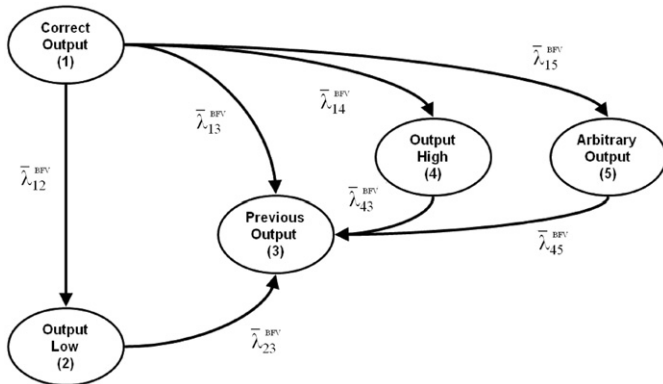 Correct
Output
(1)
λ̄₁₅ᴮᶠⱽ
λ̄₁₄ᴮᶠⱽ
λ̄₁₃ᴮᶠⱽ
Output
High
(4)
Arbitrary
Output
(5)
λ̄₁₂ᴮᶠⱽ
λ̄₄₃ᴮᶠⱽ
Previous
Output
(3)
λ̄₄₅ᴮᶠⱽ
Output
Low
(2)
λ̄₂₃ᴮᶠⱽ